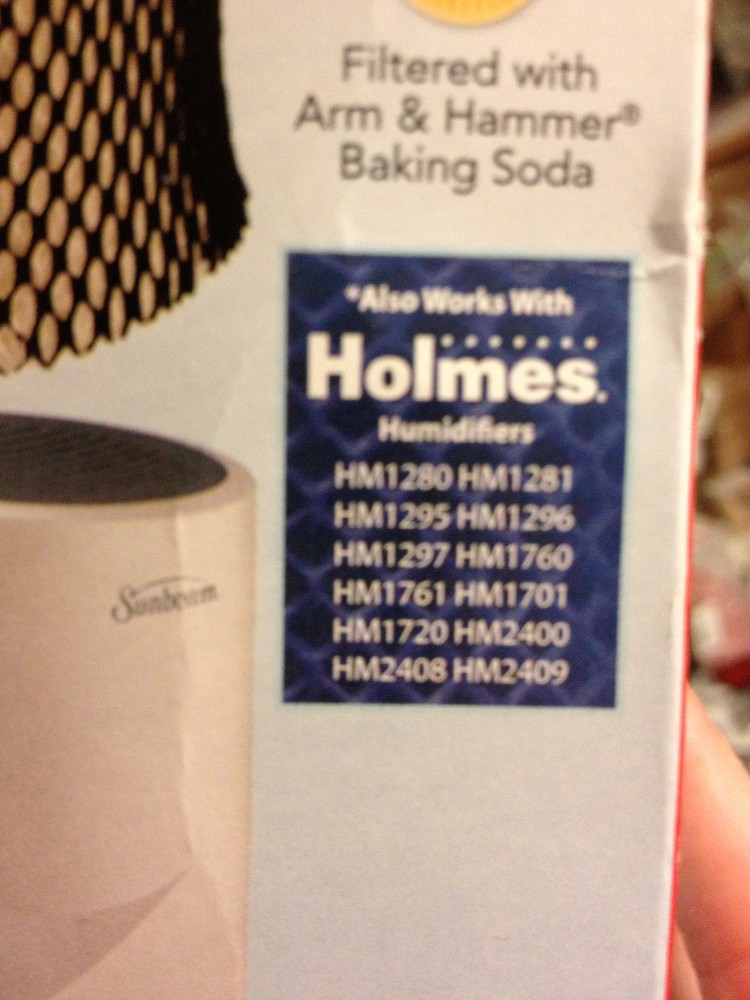 Filtered with
Arm & Hammer®
Baking Soda
*Also Works With
Holmes.
Humidifiers
HM1280 HM1281
HM1295 HM1296
HM1297 HM1760
HM1761 HM1701
HM1720 HM2400
HM2408 HM2409
Sunbeam